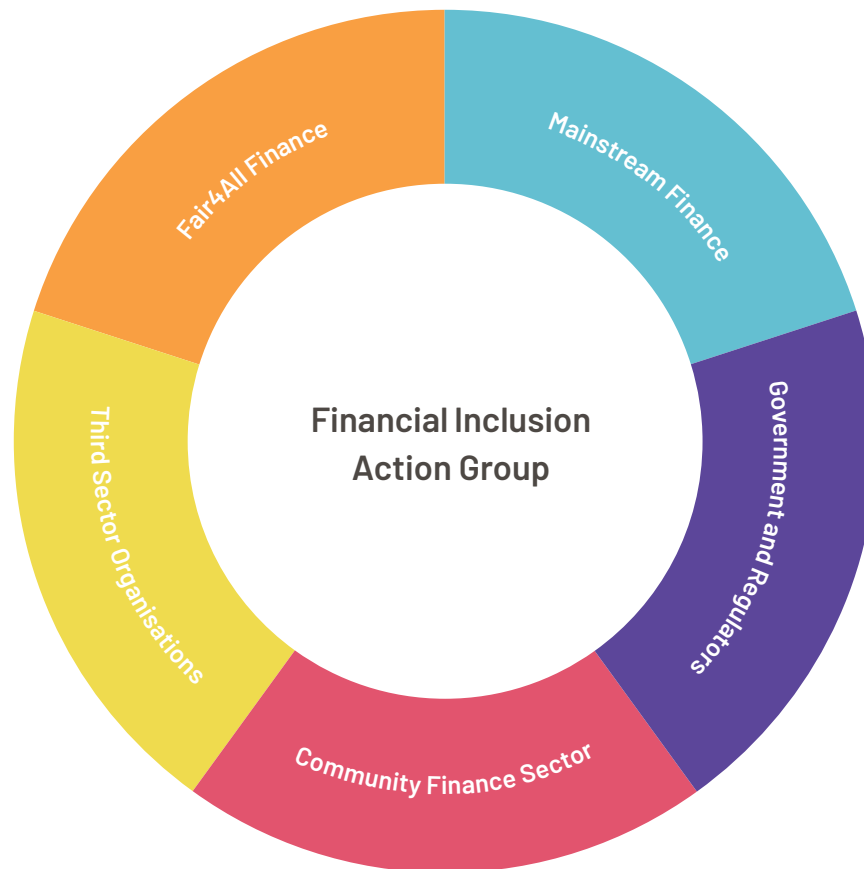 Fair4All Finance
Mainstream Finance
Financial Inclusion
Action Group
Government and Regulators
Third Sector Organisations
Community Finance Sector